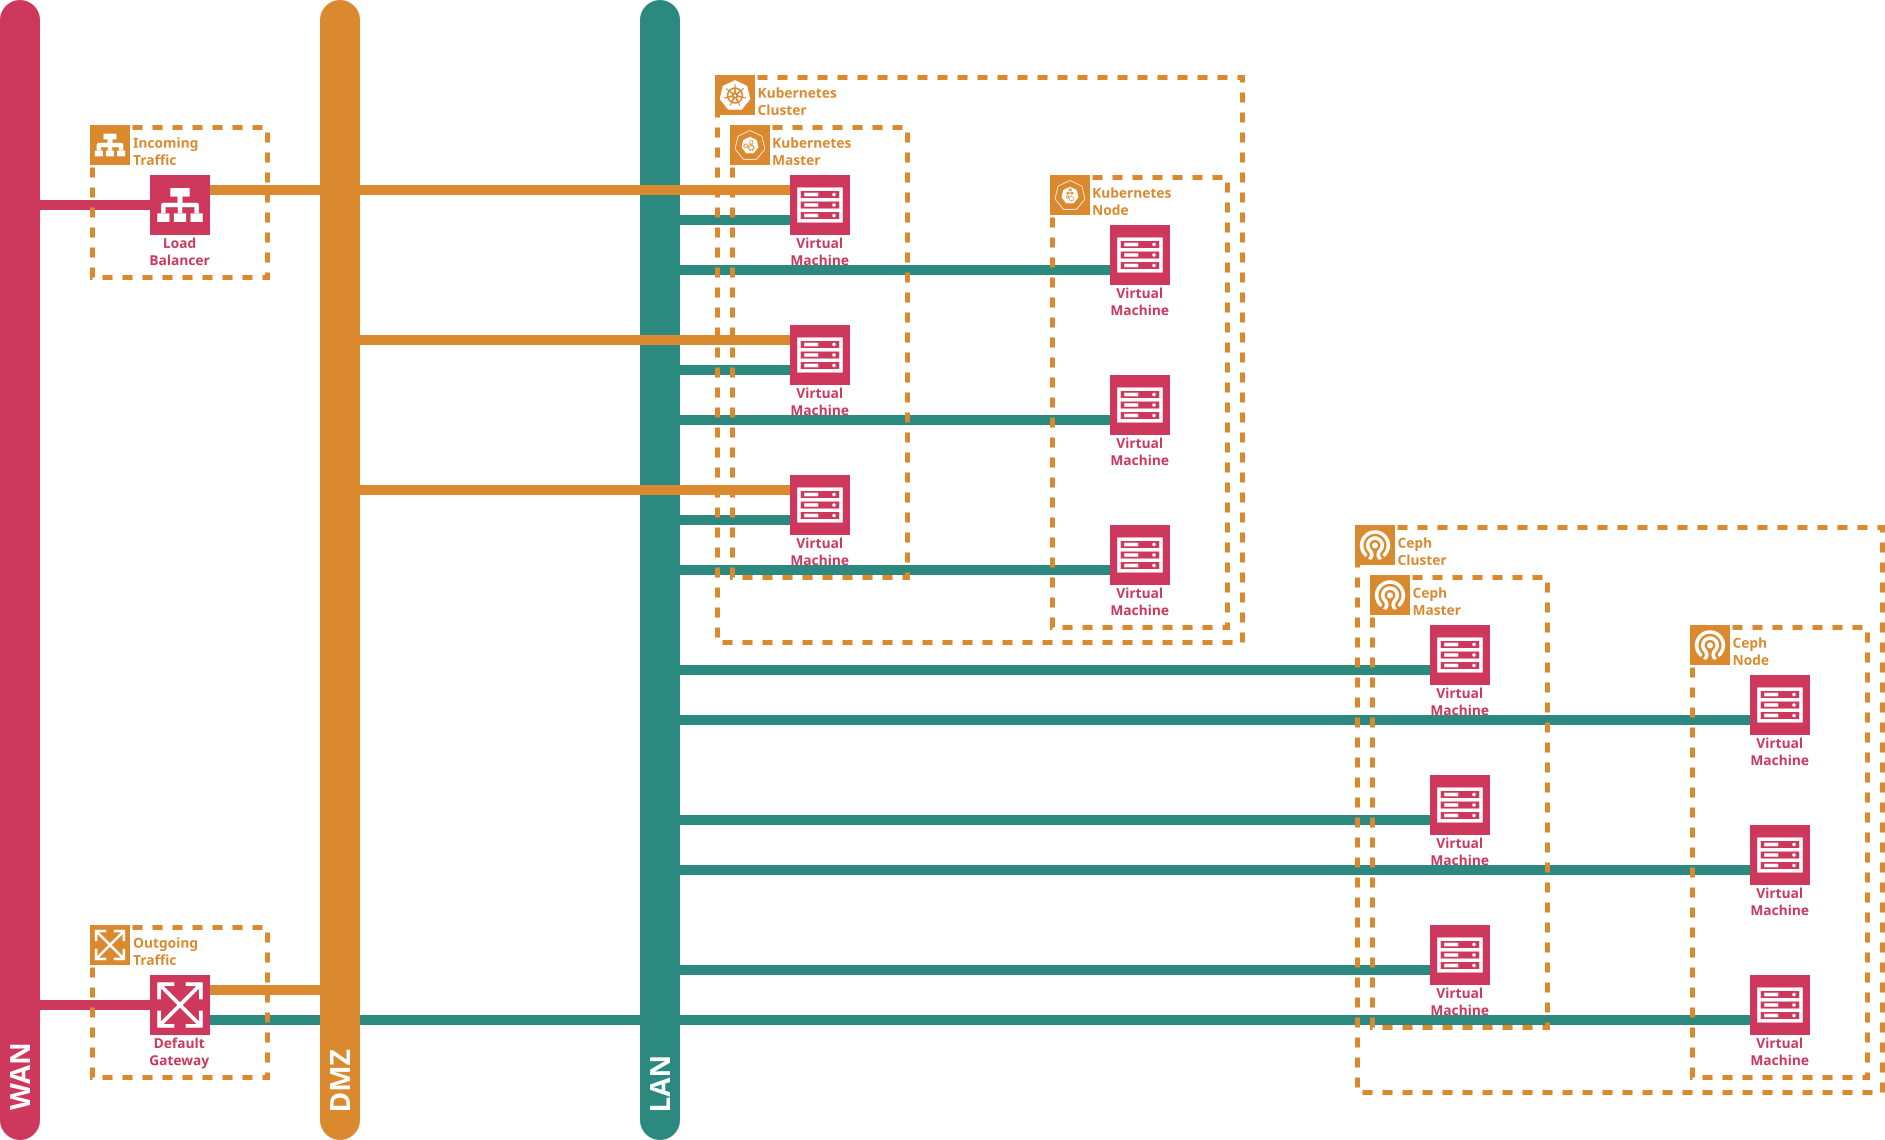 Kubernetes
Cluster
Incoming
Traffic
Load
Balancer
Kubernetes
Master
Virtual
Machine
Virtual
Machine
Virtual
Machine
Kubernetes
Node
Virtual
Machine
Virtual
Machine
Virtual
Machine
Ceph
Cluster
Ceph
Master
Virtual
Machine
Virtual
Machine
Virtual
Machine
Ceph
Node
Virtual
Machine
Virtual
Machine
Virtual
Machine
Outgoing
Traffic
Default
Gateway
WAN
DMZ
LAN